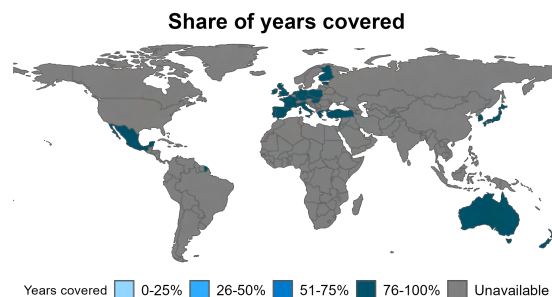 Share of years covered
Years covered 0-25% 26-50% 51-75% 76-100% Unavailable